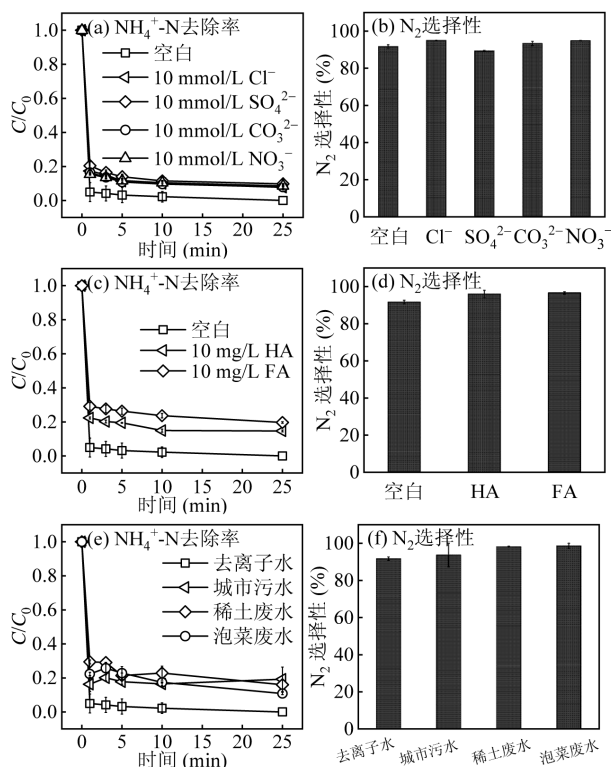 (a) NH₄⁺-N去除率
空白
10 mmol/L Cl⁻
10 mmol/L SO₄²⁻
10 mmol/L CO₃²⁻
10 mmol/L NO₃⁻
C/C₀
1.0
0.8
0.6
0.4
0.2
0.0
0 5 10 15 20 25
时间 (min)
(b) N₂选择性
N₂ 选择性 (%)
100
80
60
40
20
0
空白 Cl⁻ SO₄²⁻ CO₃²⁻ NO₃⁻
(c) NH₄⁺-N去除率
空白
10 mg/L HA
10 mg/L FA
C/C₀
1.0
0.8
0.6
0.4
0.2
0.0
0 5 10 15 20 25
时间 (min)
(d) N₂选择性
N₂ 选择性 (%)
100
80
60
40
20
0
空白 HA FA
(e) NH₄⁺-N去除率
去离子水
城市污水
稀土废水
泡菜废水
C/C₀
1.0
0.8
0.6
0.4
0.2
0.0
0 5 10 15 20 25
时间 (min)
(f) N₂选择性
N₂ 选择性 (%)
100
80
60
40
20
0
去离子水 城市污水 稀土废水 泡菜废水